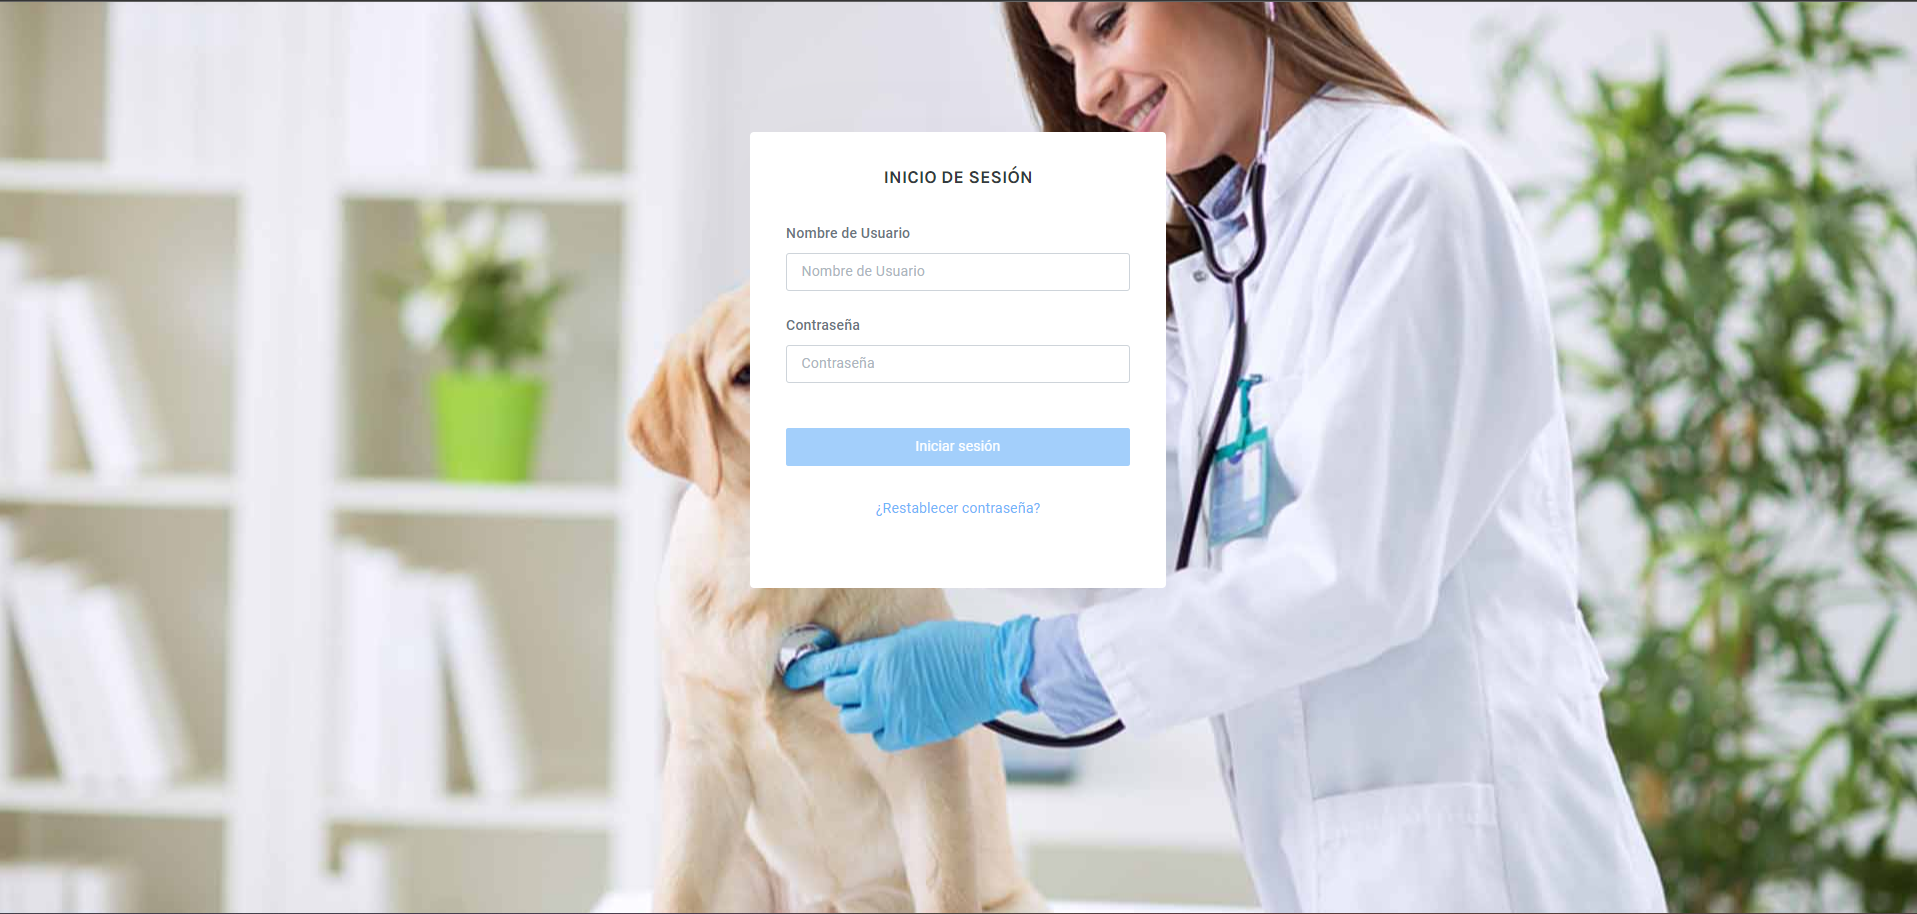 INICIO DE SESIÓN
Nombre de Usuario
Nombre de Usuario
Contraseña
Contraseña
Iniciar sesión
¿Restablecer contraseña?